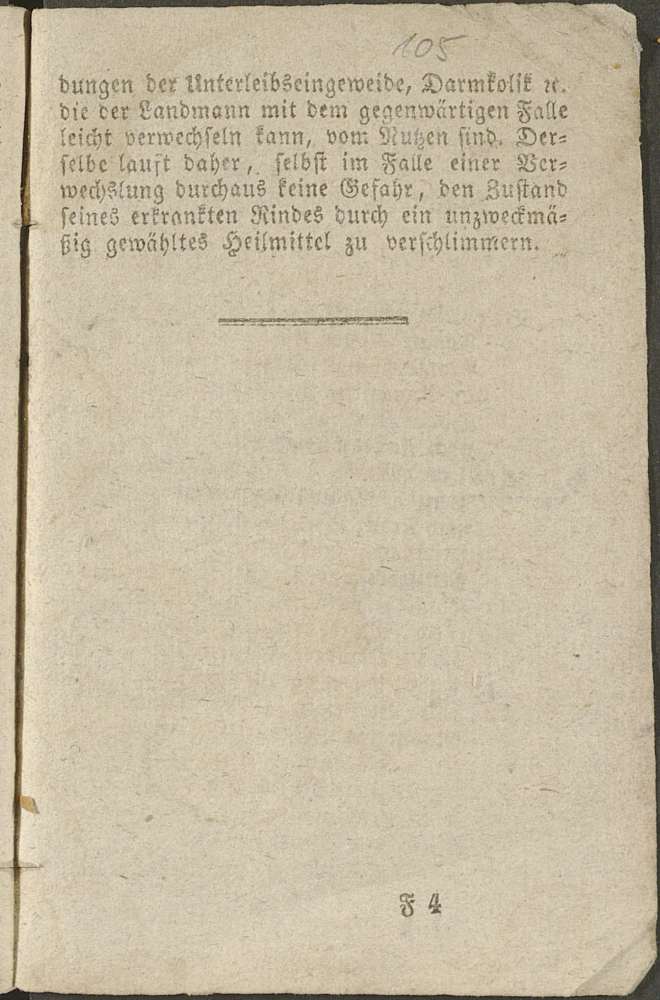 105
dungen der Unterleibseingeweide, Darmkolik ꝛc.
die der Landmann mit dem gegenwärtigen Falle
leicht verwechseln kann, vom Nutzen sind. Der⸗
selbe lauft daher, selbst im Falle einer Ver⸗
wechslung durchaus keine Gefahr, den Zustand
seines erkrankten Rindes durch ein unzweckmä⸗
ßig gewähltes Heilmittel zu verschlimmern.
F 4